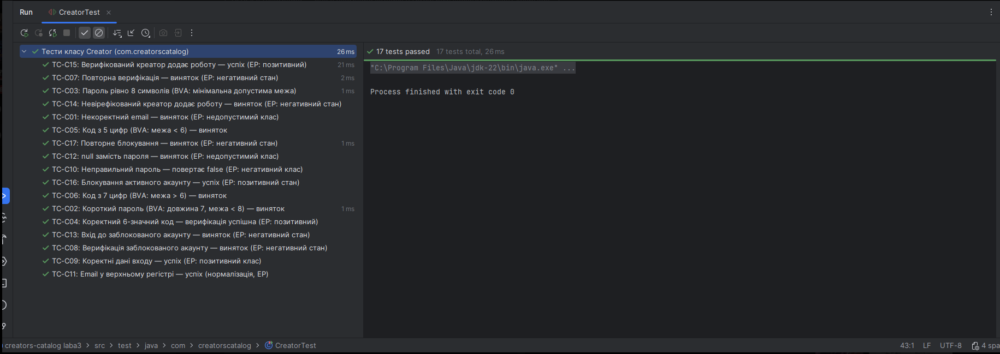 Run CreatorTest
Тести класу Creator (com.creatorscatalog) 26 ms
17 tests passed 17 tests total, 26 ms
TC-C15: Верифікований креатор додає роботу — успіх (EP: позитивний) 21 ms
TC-C07: Повторна верифікація — виняток (EP: негативний стан) 2 ms
TC-C03: Пароль рівно 8 символів (BVA: мінімальна допустима межа) 1 ms
TC-C14: Невірефікований креатор додає роботу — виняток (EP: негативний стан)
TC-C01: Некоректний email — виняток (EP: недопустимий клас)
TC-C05: Код з 5 цифр (BVA: межа < 6) — виняток
TC-C17: Повторне блокування — виняток (EP: негативний стан) 1 ms
TC-C12: null замість пароля — виняток (EP: недопустимий клас)
TC-C10: Неправильний пароль — повертає false (EP: негативний клас)
TC-C16: Блокування активного акаунту — успіх (EP: позитивний стан)
TC-C06: Код з 7 цифр (BVA: межа > 6) — виняток
TC-C02: Короткий пароль (BVA: довжина 7, межа < 8) — виняток 1 ms
TC-C04: Коректний 6-значний код — верифікація успішна (EP: позитивний)
TC-C13: Вхід до заблокованого акаунту — виняток (EP: негативний стан)
TC-C08: Верифікація заблокованого акаунту — виняток (EP: негативний стан)
TC-C09: Коректні дані входу — успіх (EP: позитивний клас)
TC-C11: Email у верхньому регістрі — успіх (нормалізація, EP)
"C:\Program Files\Java\jdk-22\bin\java.exe" ...
Process finished with exit code 0
creators-catalog laba3 > src > test > java > com > creatorscatalog > CreatorTest
43:1 LF UTF-8 4 spa